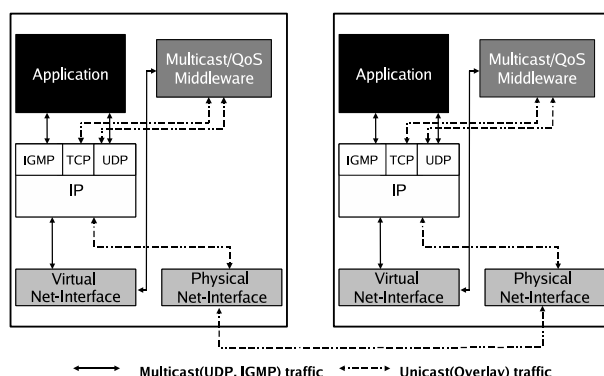 Application
Multicast/QoS
Middleware
IGMP TCP UDP
IP
Virtual
Net-Interface
Physical
Net-Interface
Application
Multicast/QoS
Middleware
IGMP TCP UDP
IP
Virtual
Net-Interface
Physical
Net-Interface
Multicast(UDP, IGMP) traffic
Unicast(Overlay) traffic